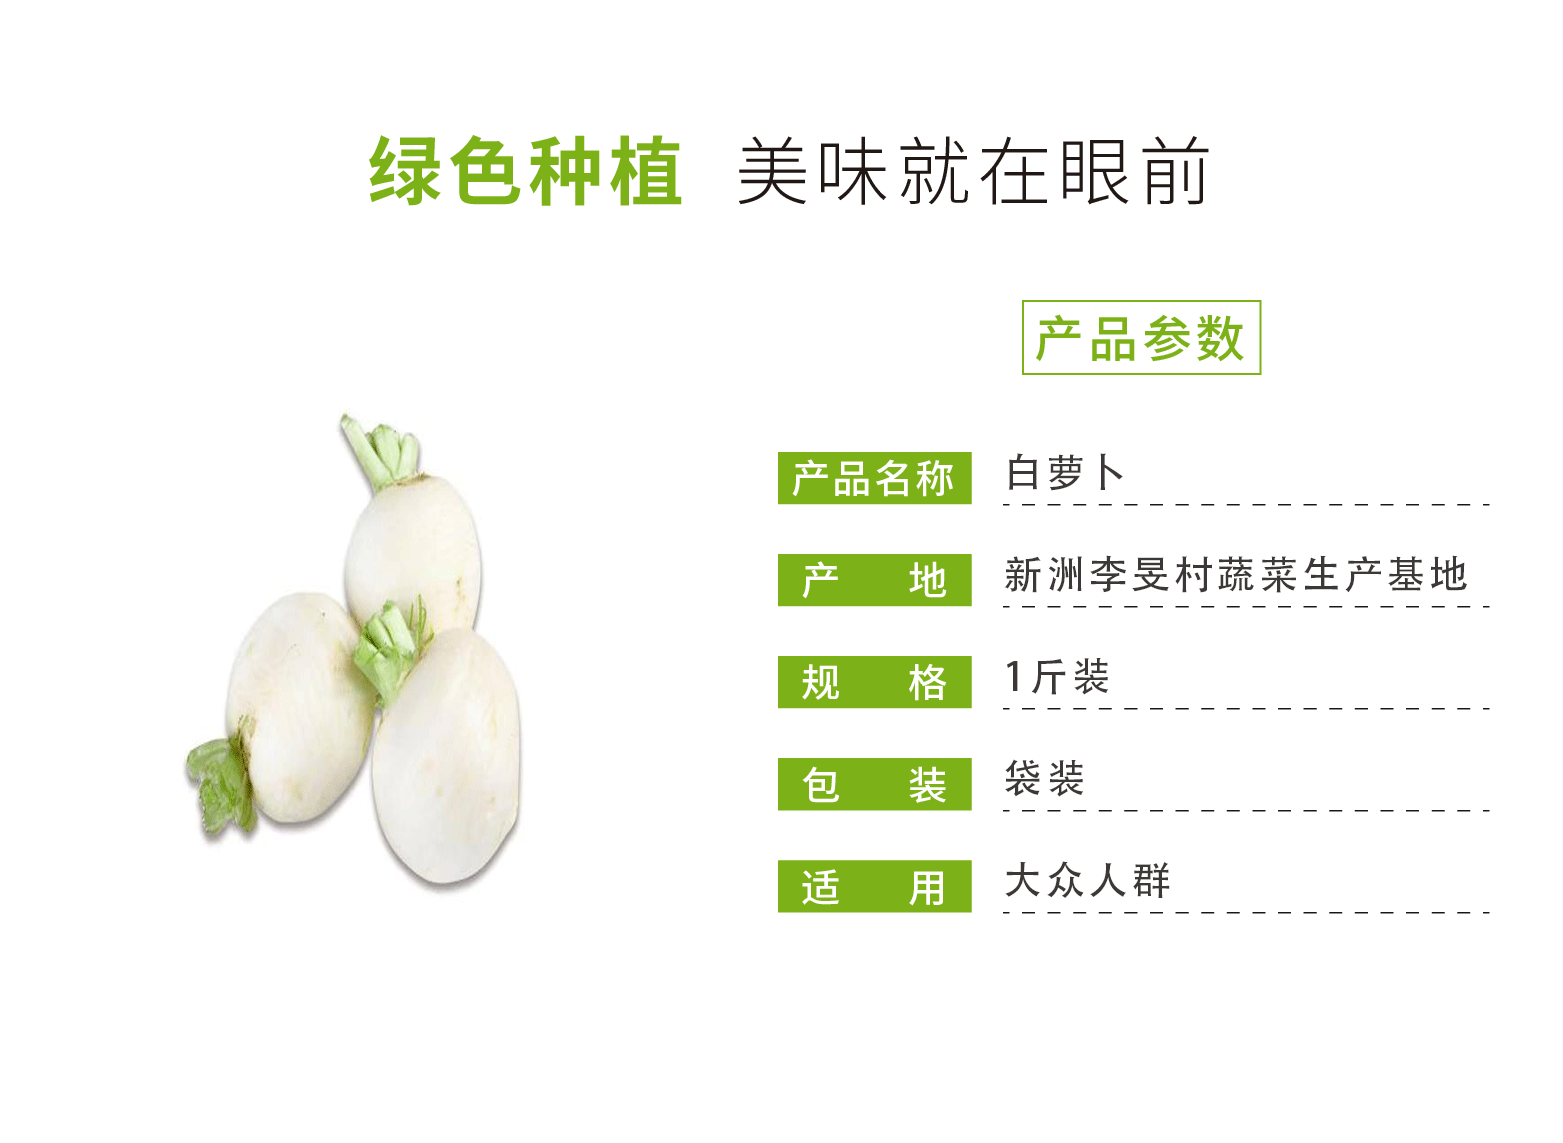 绿色种植 美味就在眼前
产品参数
产品名称 白萝卜
产地 新洲李旻村蔬菜生产基地
规格 1斤装
包装 袋装
适用 大众人群